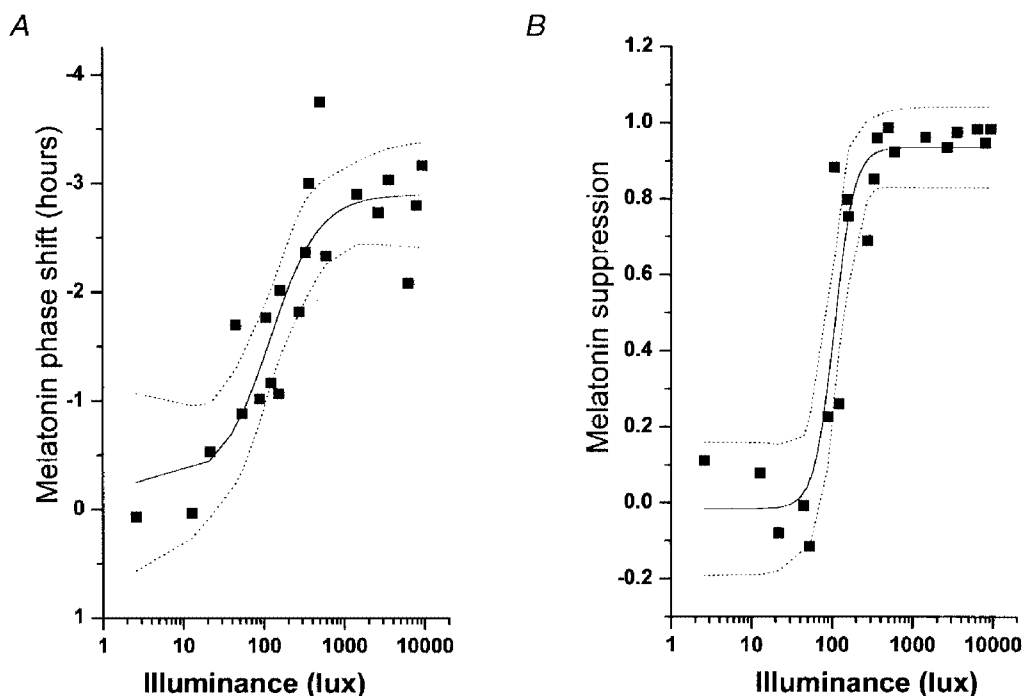 A
Melatonin phase shift (hours)
-4
-3
-2
-1
0
1
1 10 100 1000 10000
Illuminance (lux)
B
Melatonin suppression
1.2
1.0
0.8
0.6
0.4
0.2
0.0
-0.2
1 10 100 1000 10000
Illuminance (lux)